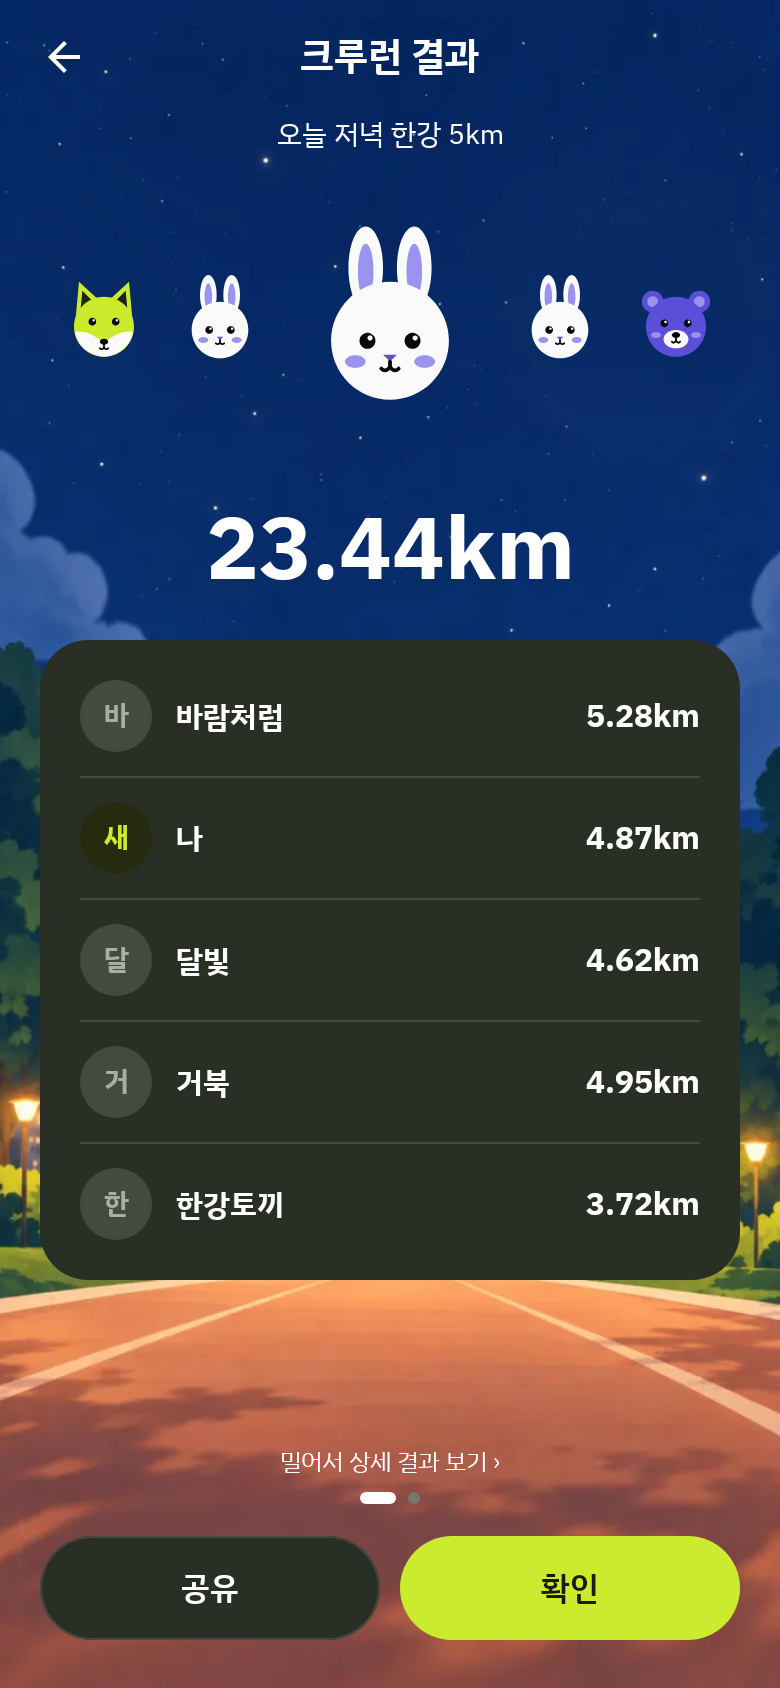 크루런 결과
오늘 저녁 한강 5km
23.44km
바 바람처럼 5.28km
새 나 4.87km
달 달빛 4.62km
거 거북 4.95km
한 한강토끼 3.72km
밀어서 상세 결과 보기 ›
공유 확인